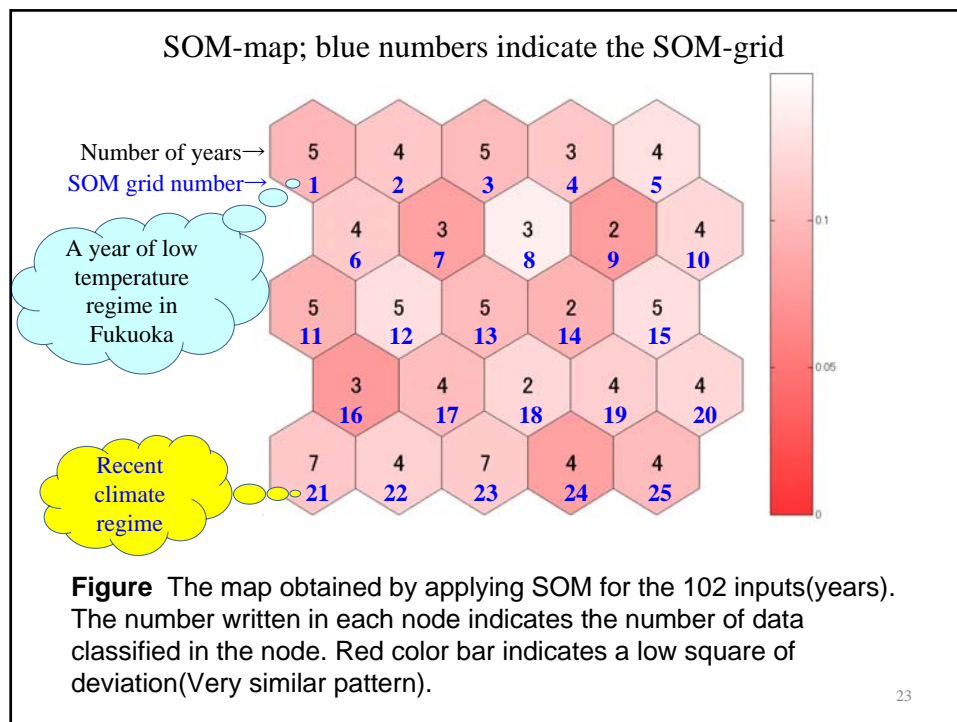 SOM-map; blue numbers indicate the SOM-grid
Number of years→
SOM grid number→
5 4 5 3 4
1 2 3 4 5
4 3 3 2 4
6 7 8 9 10
A year of low
temperature
regime in
Fukuoka
5 5 5 2 5
11 12 13 14 15
3 4 2 4 4
16 17 18 19 20
Recent
climate
regime
7 4 7 4 4
21 22 23 24 25
0.1
0.05
0
Figure The map obtained by applying SOM for the 102 inputs(years).
The number written in each node indicates the number of data
classified in the node. Red color bar indicates a low square of
deviation(Very similar pattern).
23